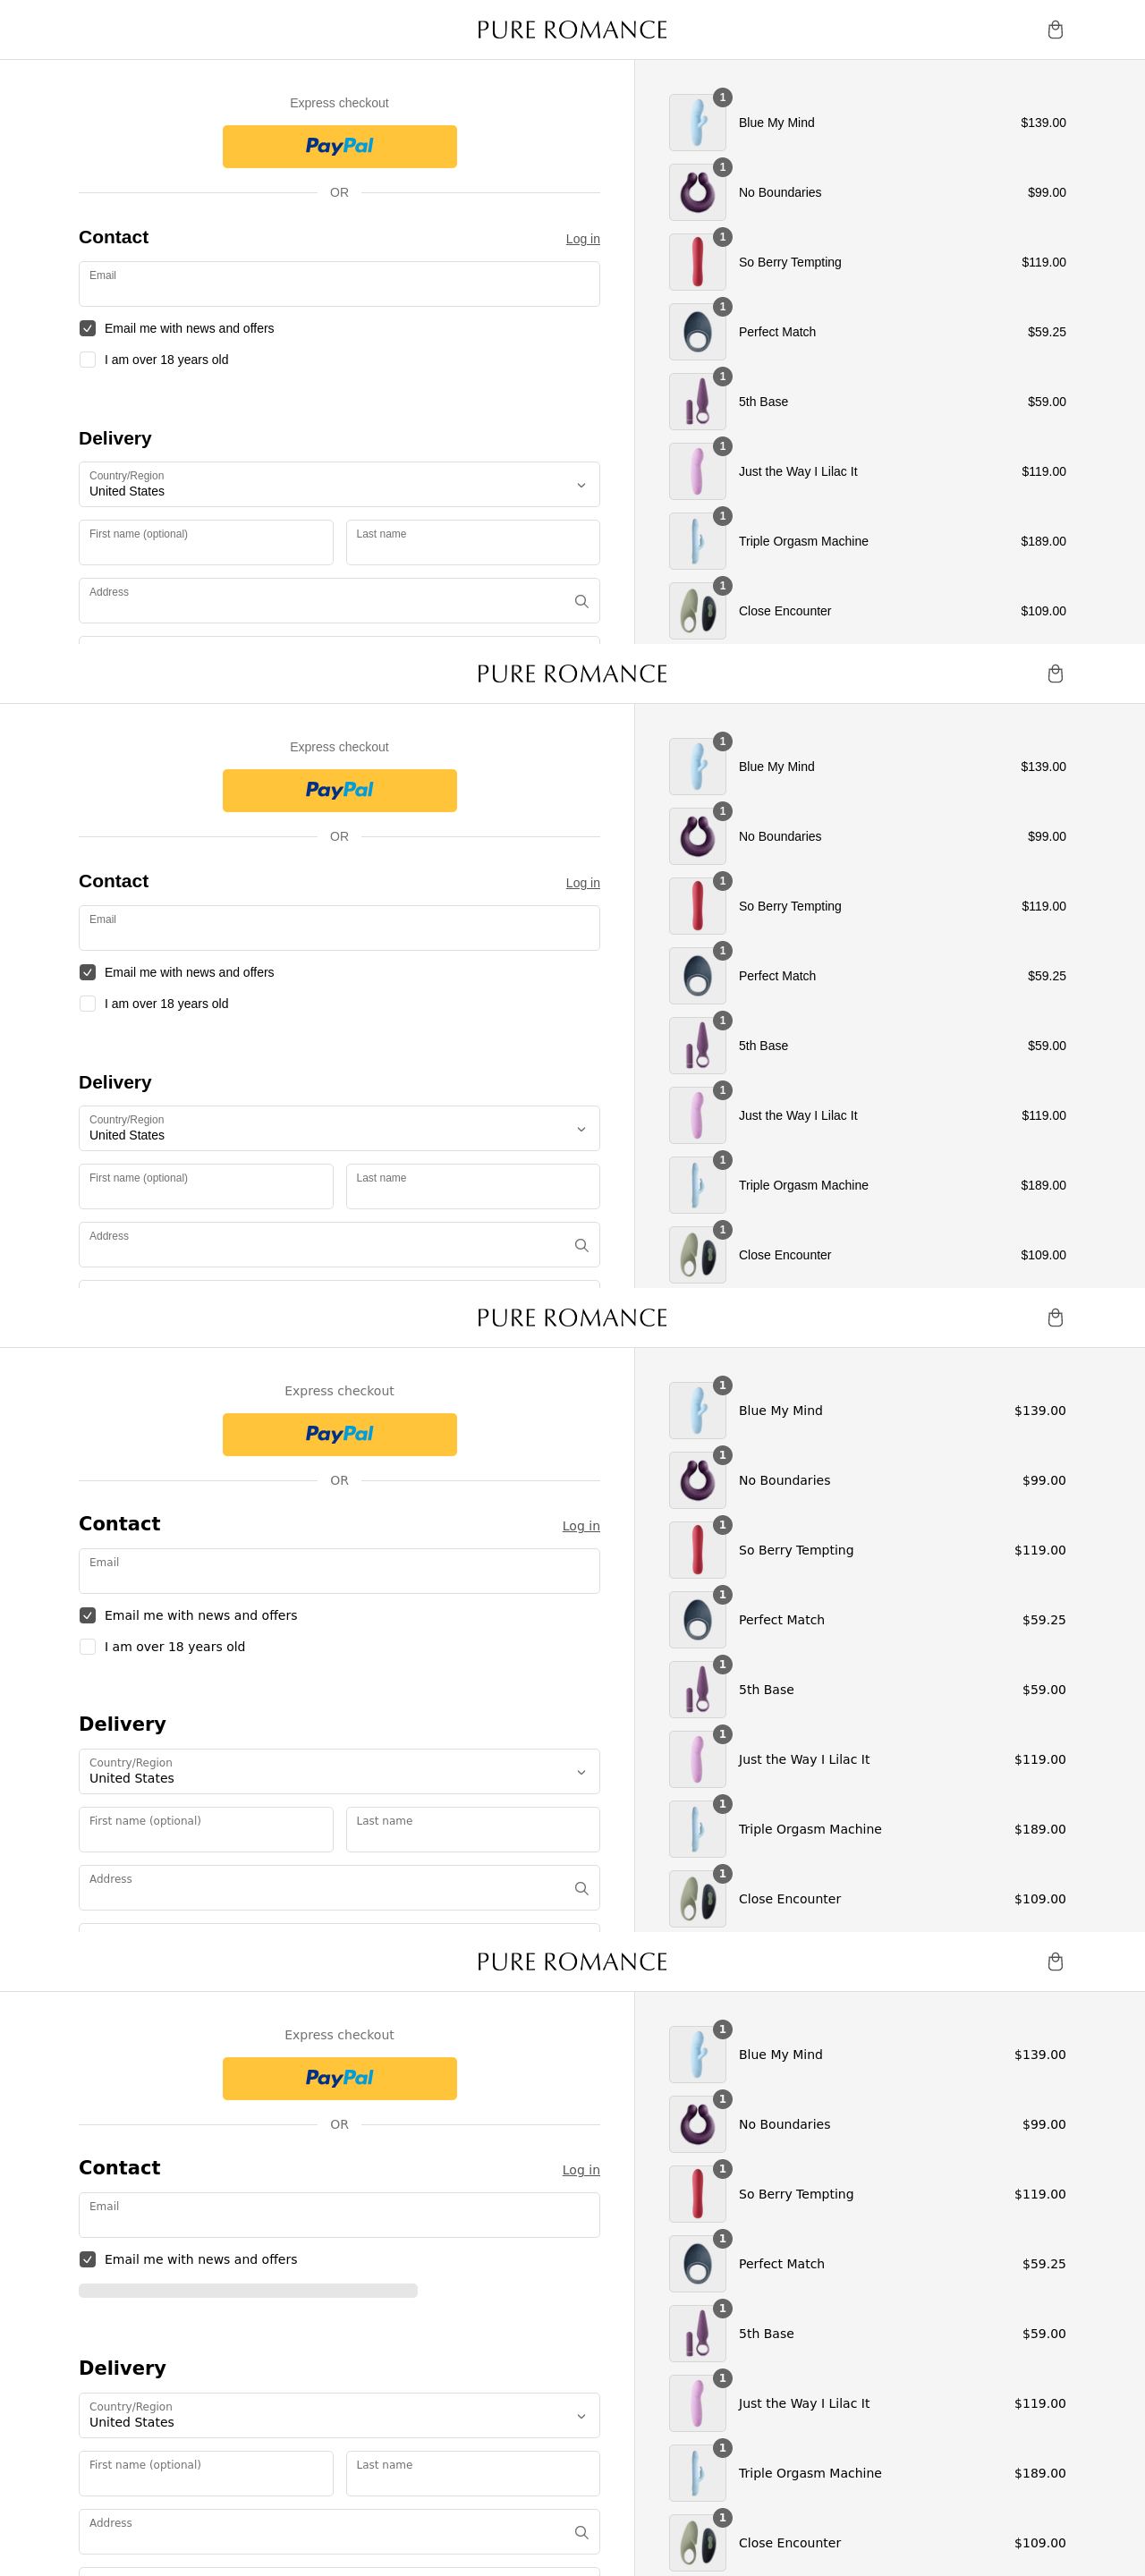 PURE ROMANCE
Express checkout
PayPal
OR
Contact
Log in
Email
Email me with news and offers
I am over 18 years old
Delivery
Country/Region
United States
First name (optional)
Last name
Address
1
Blue My Mind
$139.00
1
No Boundaries
$99.00
1
So Berry Tempting
$119.00
1
Perfect Match
$59.25
1
5th Base
$59.00
1
Just the Way I Lilac It
$119.00
1
Triple Orgasm Machine
$189.00
1
Close Encounter
$109.00
PURE ROMANCE
Express checkout
PayPal
OR
Contact
Log in
Email
Email me with news and offers
I am over 18 years old
Delivery
Country/Region
United States
First name (optional)
Last name
Address
1
Blue My Mind
$139.00
1
No Boundaries
$99.00
1
So Berry Tempting
$119.00
1
Perfect Match
$59.25
1
5th Base
$59.00
1
Just the Way I Lilac It
$119.00
1
Triple Orgasm Machine
$189.00
1
Close Encounter
$109.00
PURE ROMANCE
Express checkout
PayPal
OR
Contact
Log in
Email
Email me with news and offers
I am over 18 years old
Delivery
Country/Region
United States
First name (optional)
Last name
Address
1
Blue My Mind
$139.00
1
No Boundaries
$99.00
1
So Berry Tempting
$119.00
1
Perfect Match
$59.25
1
5th Base
$59.00
1
Just the Way I Lilac It
$119.00
1
Triple Orgasm Machine
$189.00
1
Close Encounter
$109.00
PURE ROMANCE
Express checkout
PayPal
OR
Contact
Log in
Email
Email me with news and offers
Delivery
Country/Region
United States
First name (optional)
Last name
Address
1
Blue My Mind
$139.00
1
No Boundaries
$99.00
1
So Berry Tempting
$119.00
1
Perfect Match
$59.25
1
5th Base
$59.00
1
Just the Way I Lilac It
$119.00
1
Triple Orgasm Machine
$189.00
1
Close Encounter
$109.00